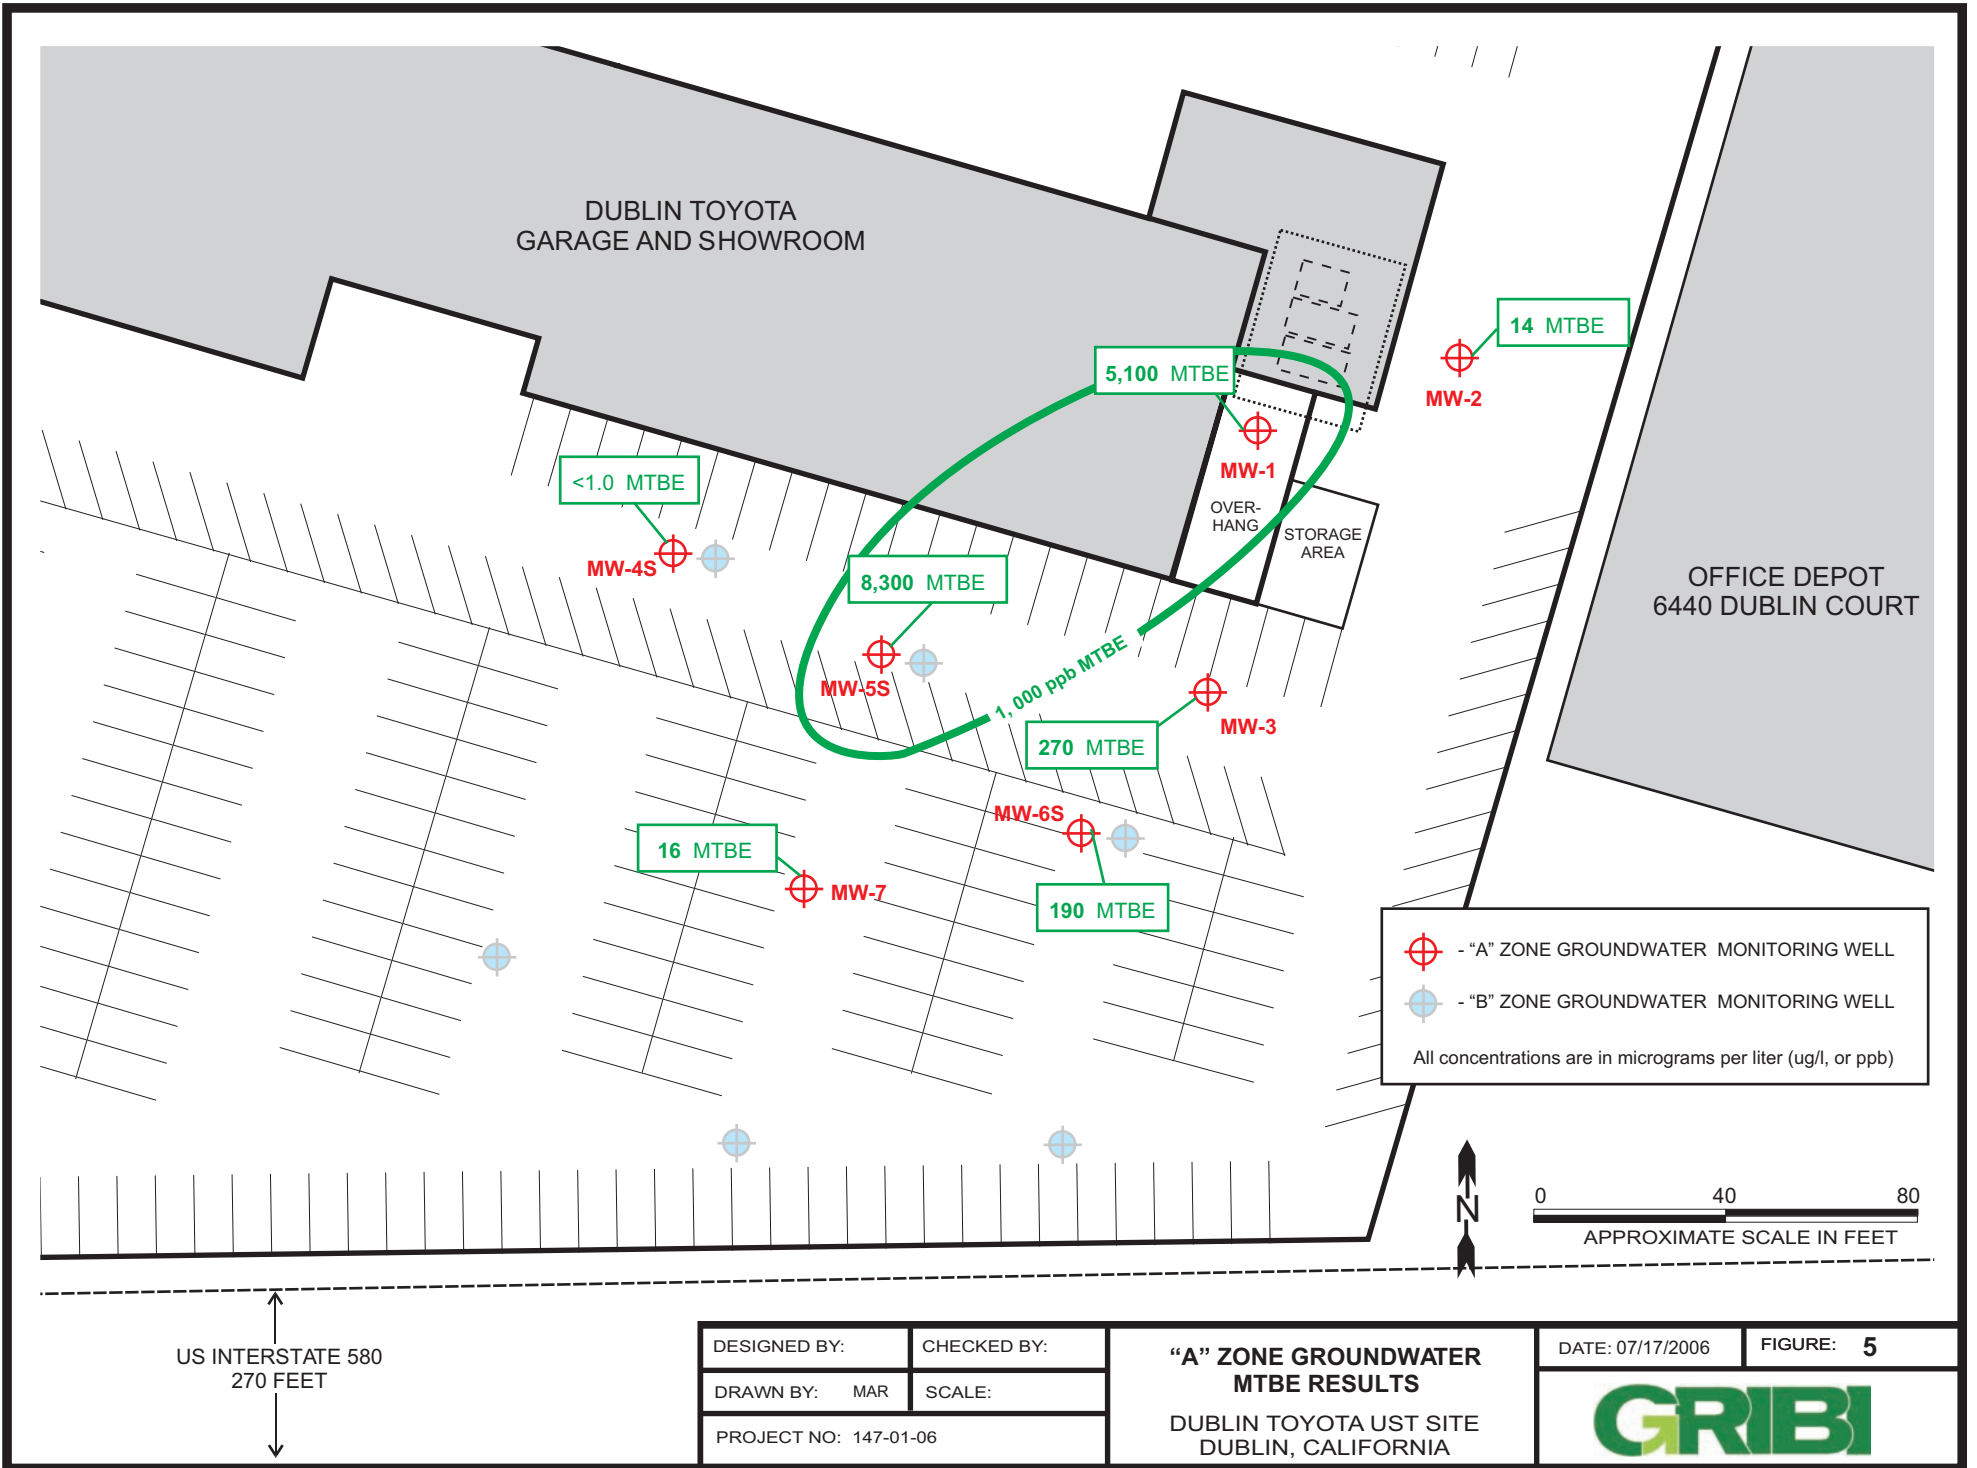 DUBLIN TOYOTA
GARAGE AND SHOWROOM
14 MTBE
MW-2
5,100 MTBE
MW-1
OVER-
HANG
STORAGE
AREA
<1.0 MTBE
MW-4S
8,300 MTBE
MW-5S
1, 000 ppb MTBE
OFFICE DEPOT
6440 DUBLIN COURT
MW-3
270 MTBE
MW-6S
16 MTBE
MW-7
190 MTBE
- “A” ZONE GROUNDWATER MONITORING WELL
- “B” ZONE GROUNDWATER MONITORING WELL
All concentrations are in micrograms per liter (ug/l, or ppb)
N
0 40 80
APPROXIMATE SCALE IN FEET
US INTERSTATE 580
270 FEET
DESIGNED BY:
CHECKED BY:
DRAWN BY: MAR
SCALE:
PROJECT NO: 147-01-06
“A” ZONE GROUNDWATER
MTBE RESULTS
DUBLIN TOYOTA UST SITE
DUBLIN, CALIFORNIA
DATE: 07/17/2006
FIGURE: 5
GRIBI